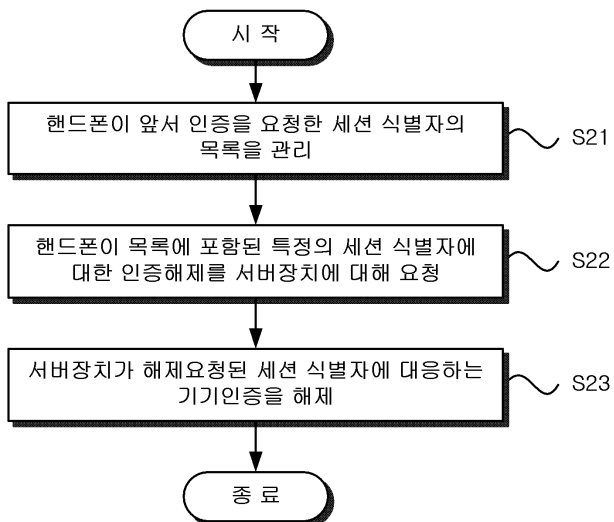 시 작
핸드폰이 앞서 인증을 요청한 세션 식별자의
목록을 관리
S21
핸드폰이 목록에 포함된 특정의 세션 식별자에
대한 인증해제를 서버장치에 대해 요청
S22
서버장치가 해제요청된 세션 식별자에 대응하는
기기인증을 해제
S23
종 료